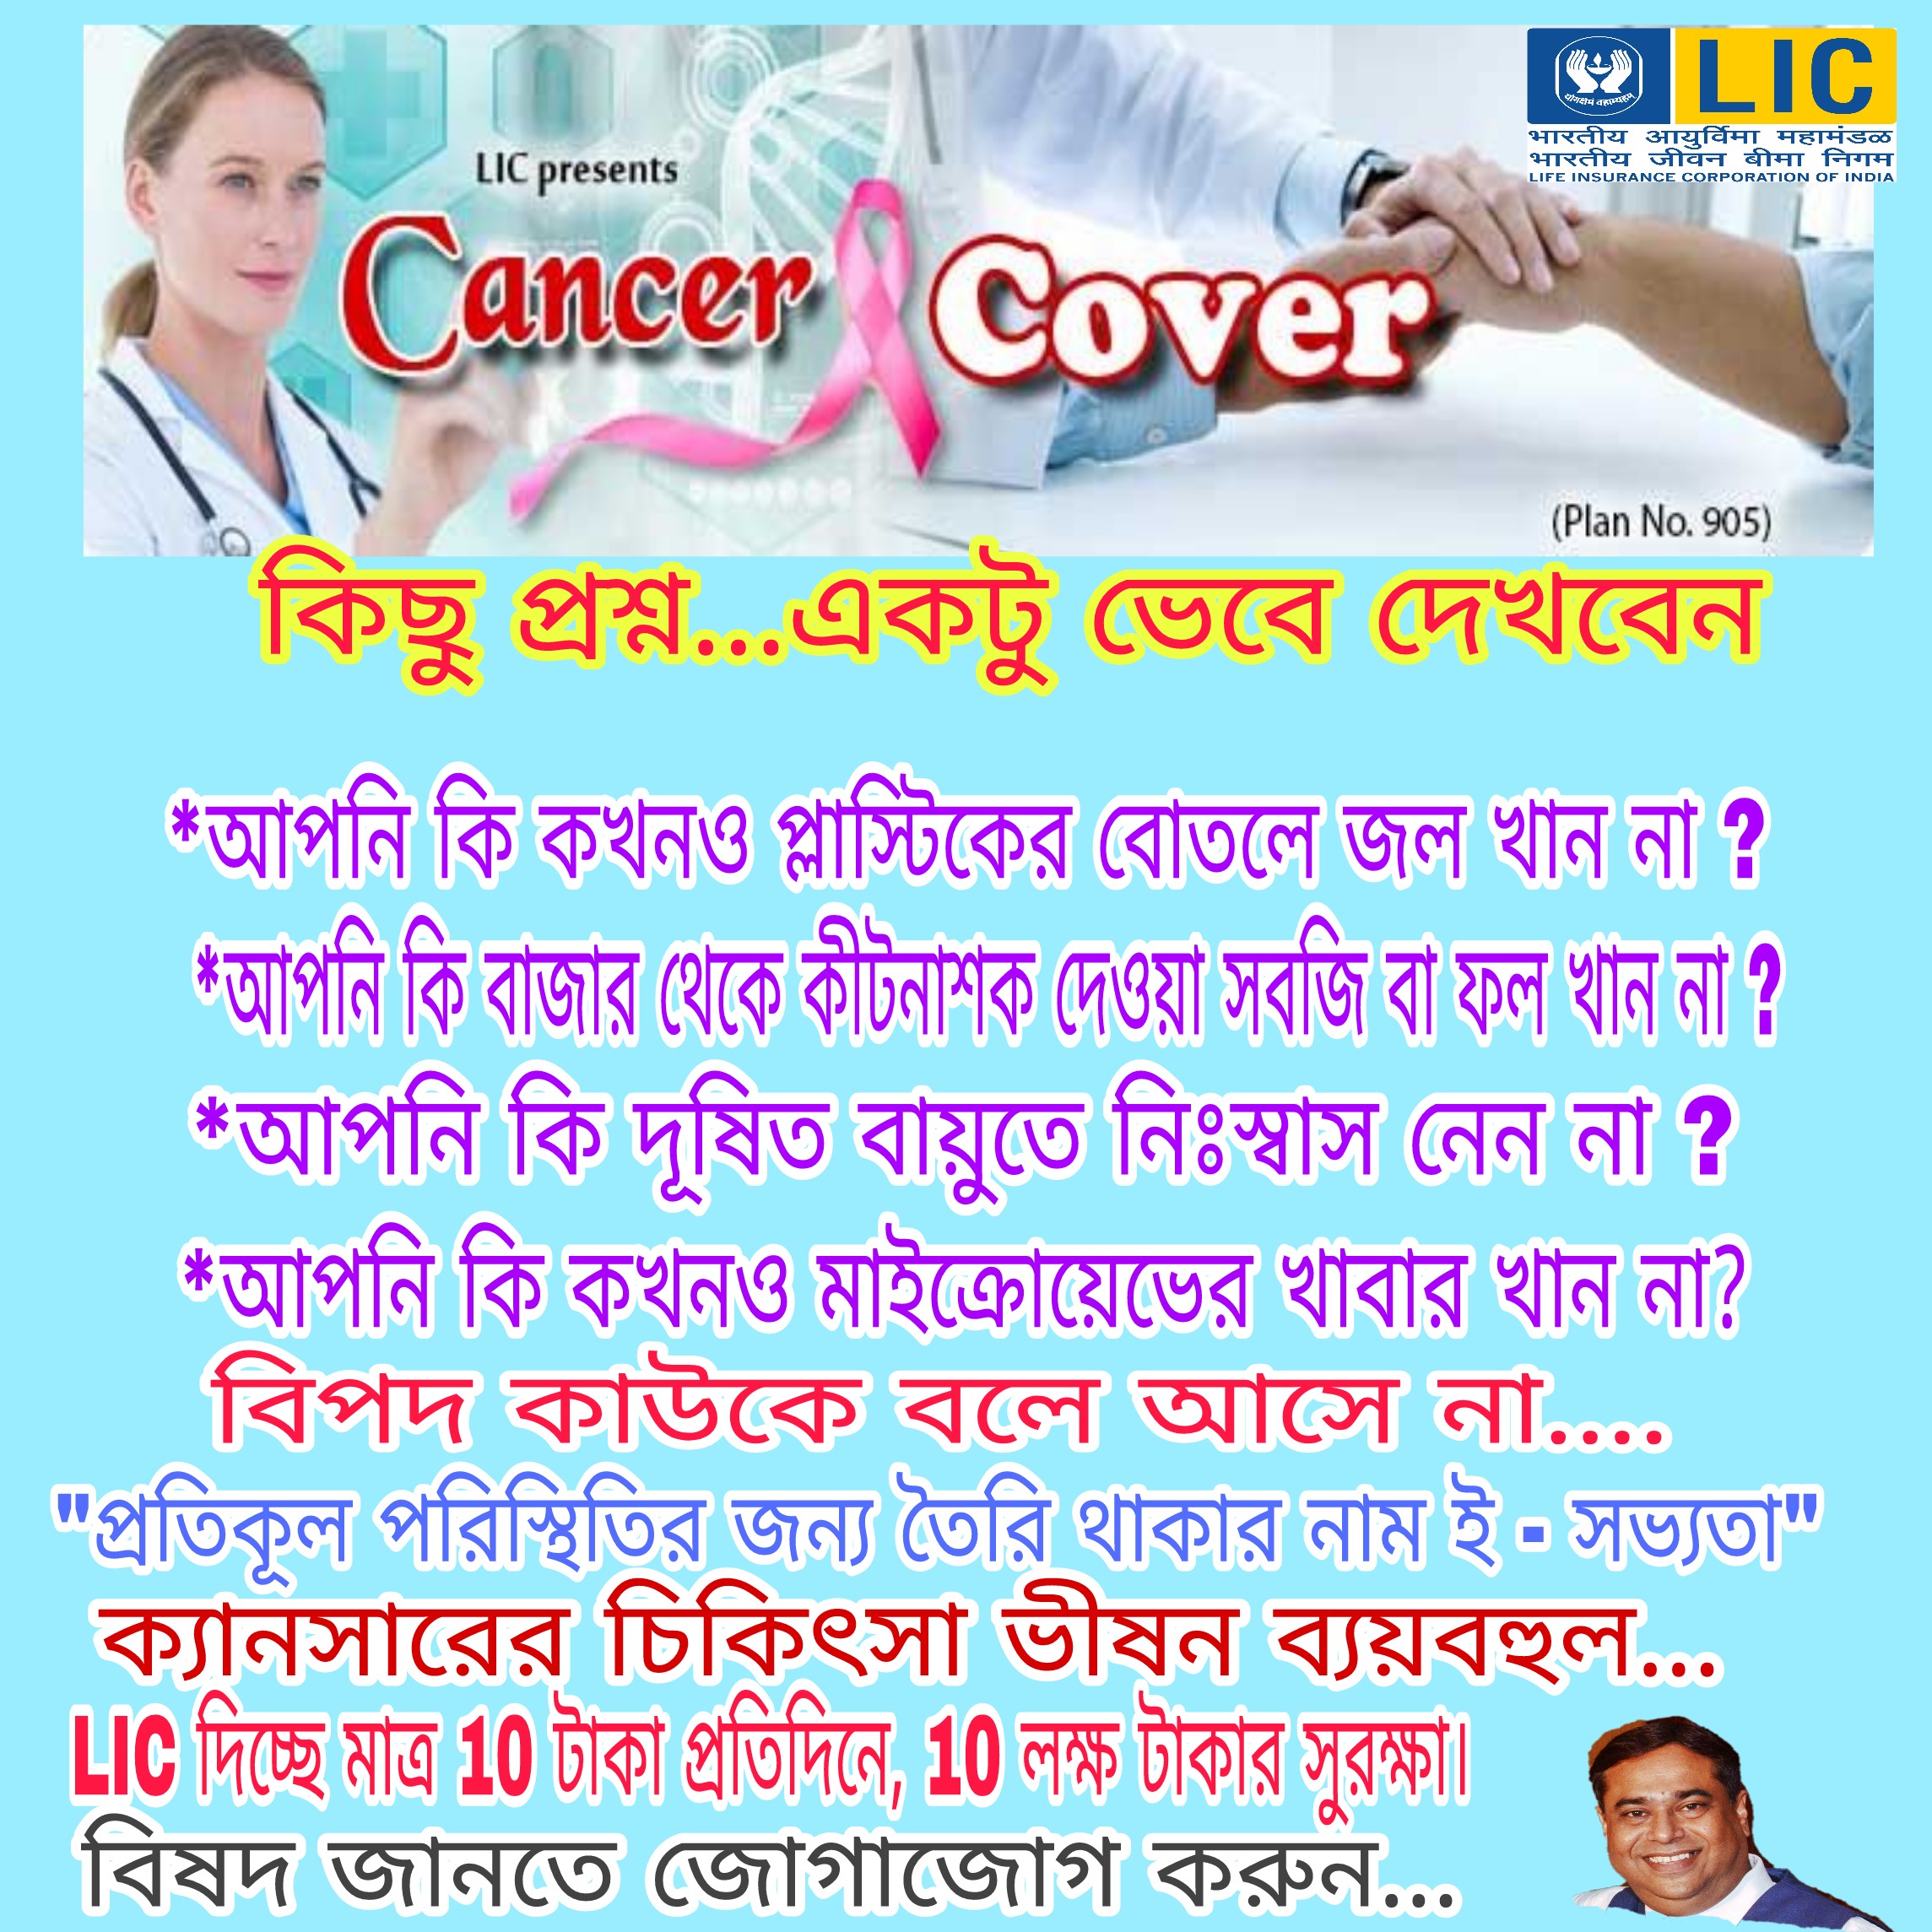 LIC
भारतीय आयुर्विमा महामंडळ
भारतीय जीवन बीमा निगम
LIFE INSURANCE CORPORATION OF INDIA
योगक्षेमं वहाम्यहम्
LIC presents
Cancer Cover
(Plan No. 905)
কিছু প্রশ্ন...একটু ভেবে দেখবেন
*আপনি কি কখনও প্লাস্টিকের বোতলে জল খান না ?
*আপনি কি বাজার থেকে কীটনাশক দেওয়া সবজি বা ফল খান না ?
*আপনি কি দূষিত বায়ুতে নিঃস্বাস নেন না ?
*আপনি কি কখনও মাইক্রোয়েভের খাবার খান না?
বিপদ কাউকে বলে আসে না....
"প্রতিকূল পরিস্থিতির জন্য তৈরি থাকার নাম ই - সভ্যতা"
ক্যানসারের চিকিৎসা ভীষন ব্যয়বহুল...
LIC দিচ্ছে মাত্র 10 টাকা প্রতিদিনে, 10 লক্ষ টাকার সুরক্ষা।
বিষদ জানতে জোগাজোগ করুন...